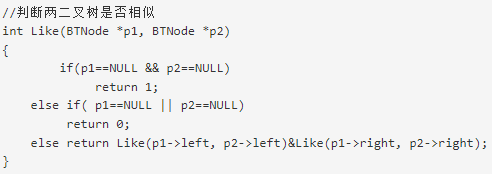 //判断两二叉树是否相似
int Like(BTNode *p1, BTNode *p2)
{
if(p1==NULL && p2==NULL)
return 1;
else if( p1==NULL || p2==NULL)
return 0;
else return Like(p1->left, p2->left)&Like(p1->right, p2->right);
}